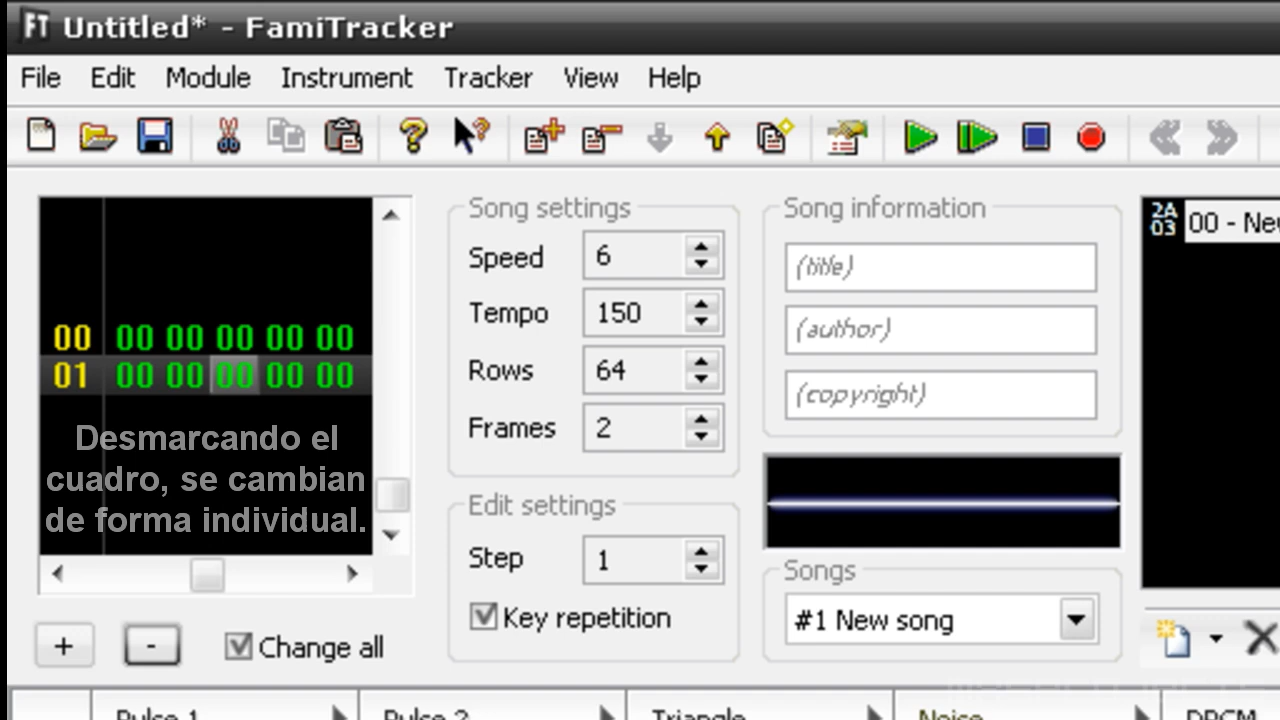 FT Untitled* - FamiTracker
File Edit Module Instrument Tracker View Help
Song settings
Speed 6
Tempo 150
Rows 64
Frames 2
Song information
(title)
(author)
(copyright)
2A
03
00 - Nev
00 00 00 00 00 00
01 00 00 00 00 00
Desmarcando el
cuadro, se cambian
de forma individual.
Edit settings
Step 1
Key repetition
Songs
#1 New song
+ - Change all
Pulse 1 Pulse 2 Triangle Noise DPCM